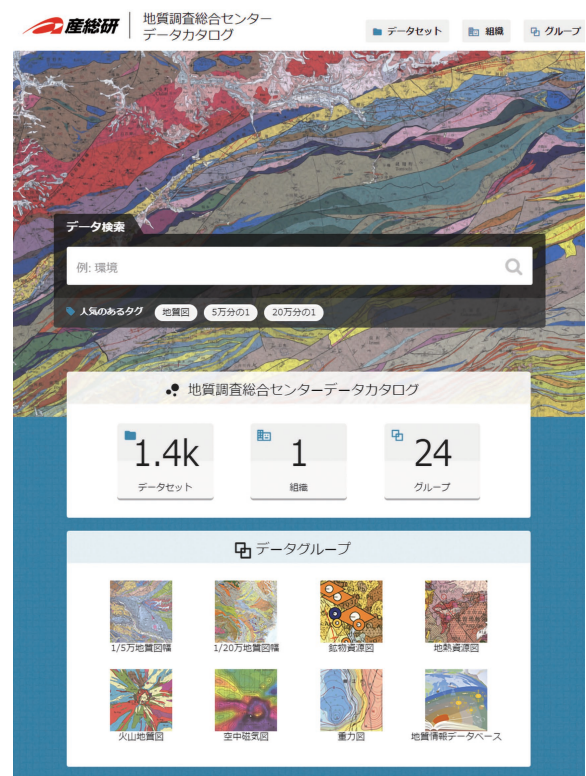 産総研
地質調査総合センター
データカタログ
データセット
組織
グループ
データ検索
例: 環境
人気のあるタグ
地質図
5万分の1
20万分の1
地質調査総合センターデータカタログ
1.4k
データセット
1
組織
24
グループ
データグループ
1/5万地質図幅
1/20万地質図幅
鉱物資源図
地熱資源図
火山地質図
空中磁気図
重力図
地質情報データベース